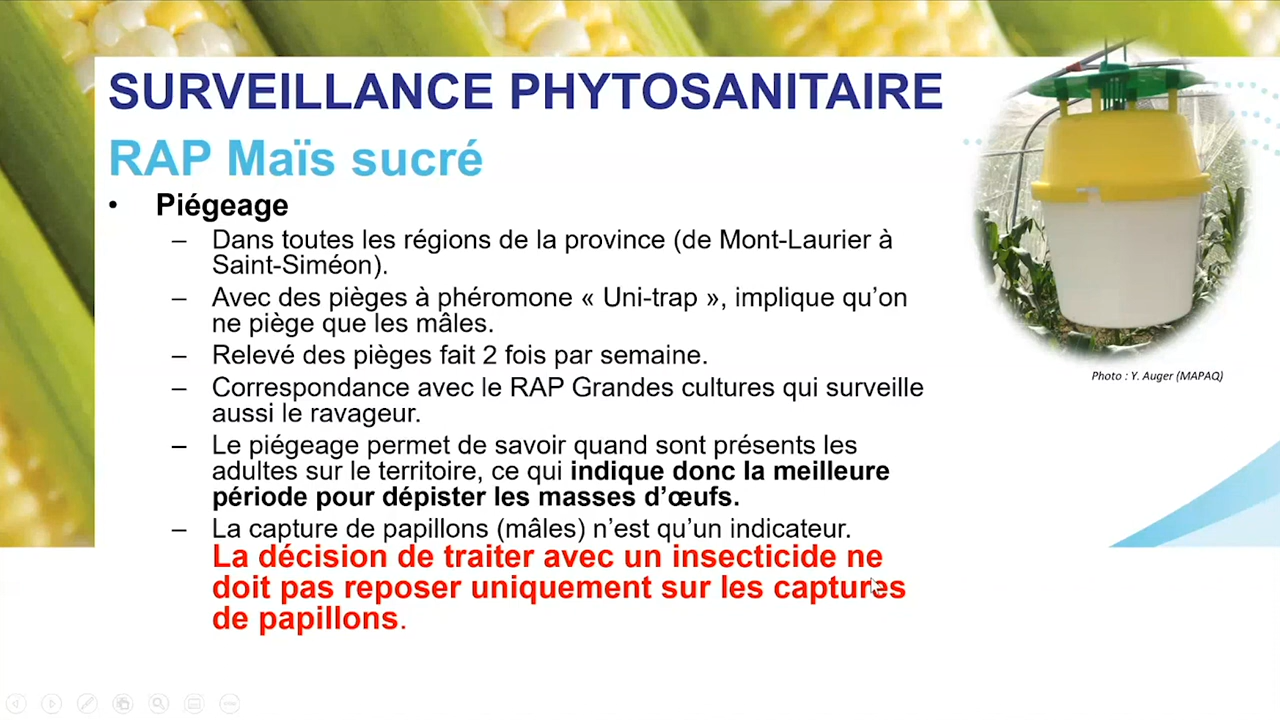 SURVEILLANCE PHYTOSANITAIRE
RAP Maïs sucré
• Piégeage
– Dans toutes les régions de la province (de Mont-Laurier à
Saint-Siméon).
– Avec des pièges à phéromone « Uni-trap », implique qu'on
ne piège que les mâles.
– Relevé des pièges fait 2 fois par semaine.
– Correspondance avec le RAP Grandes cultures qui surveille
aussi le ravageur.
– Le piégeage permet de savoir quand sont présents les
adultes sur le territoire, ce qui indique donc la meilleure
période pour dépister les masses d'œufs.
– La capture de papillons (mâles) n'est qu'un indicateur.
La décision de traiter avec un insecticide ne
doit pas reposer uniquement sur les captures
de papillons.
Photo : Y. Auger (MAPAQ)